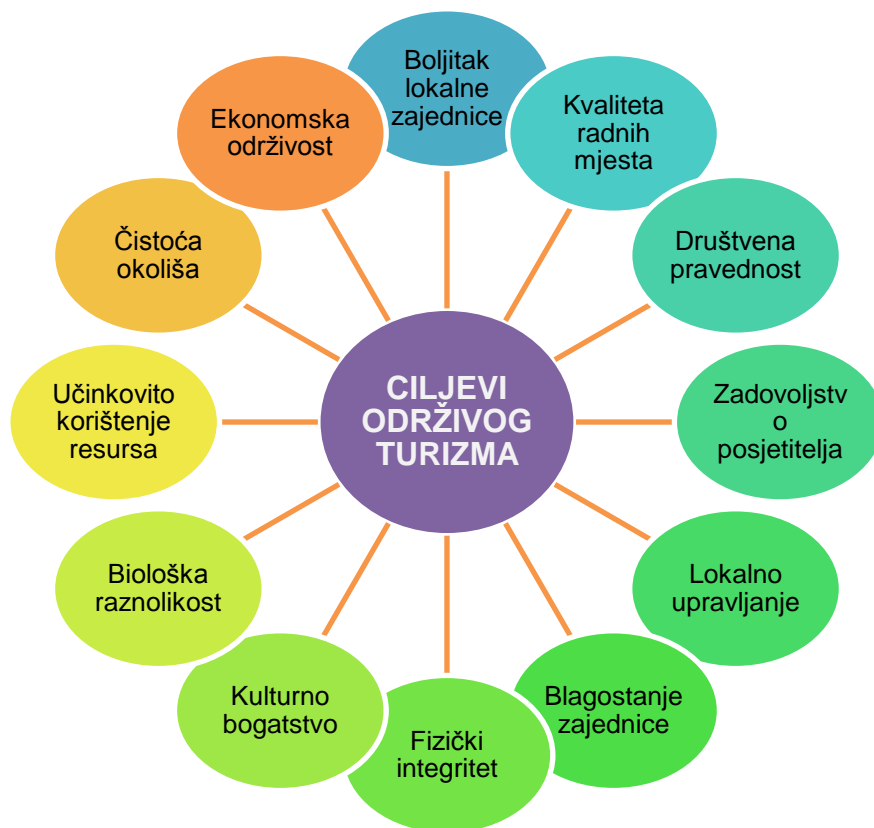 Boljitak
lokalne
zajednice
Kvaliteta
radnih
mjesta
Društvena
pravednost
Zadovoljstv
o
posjetitelja
Lokalno
upravljanje
Blagostanje
zajednice
Fizički
integritet
Kulturno
bogatstvo
Biološka
raznolikost
Učinkovito
korištenje
resursa
Čistoća
okoliša
Ekonomska
održivost
CILJEVI
ODRŽIVOG
TURIZMA